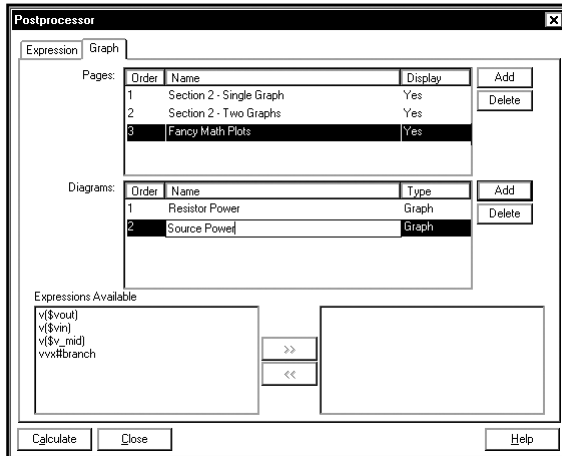 Postprocessor
Expression Graph
Pages:
Order Name Display
1 Section 2 - Single Graph Yes
2 Section 2 - Two Graphs Yes
3 Fancy Math Plots Yes
Add
Delete
Diagrams:
Order Name Type
1 Resistor Power Graph
2 Source Power Graph
Add
Delete
Expressions Available
v($vout)
v($vin)
v($v_mid)
vvx#branch
>>
<<
Calculate Close Help